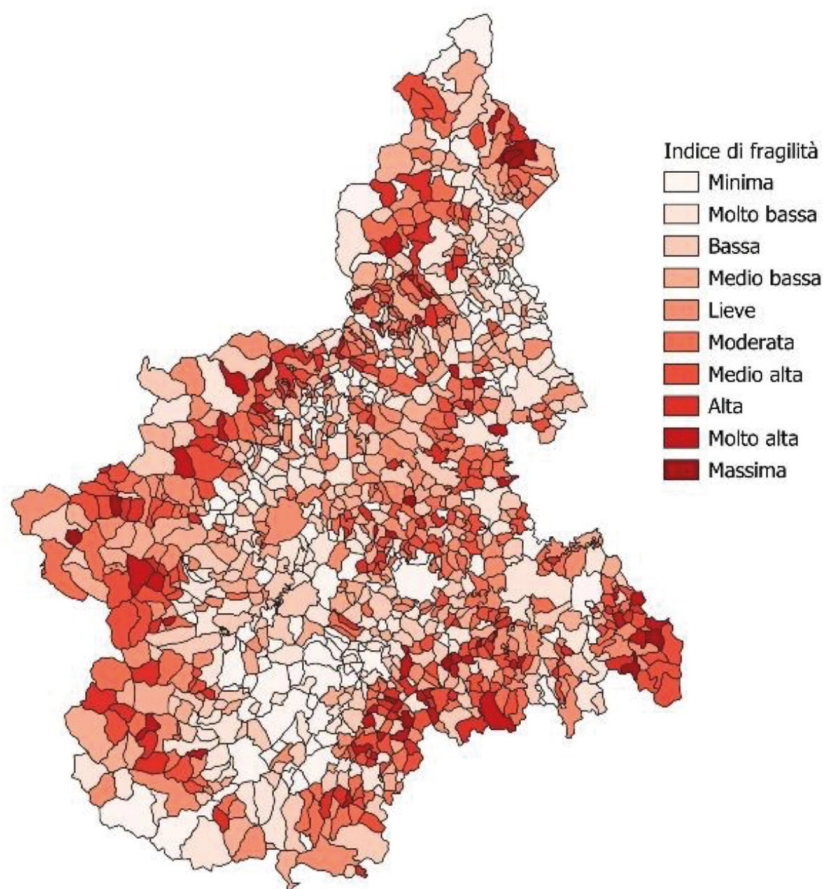 Indice di fragilità
Minima
Molto bassa
Bassa
Medio bassa
Lieve
Moderata
Medio alta
Alta
Molto alta
Massima